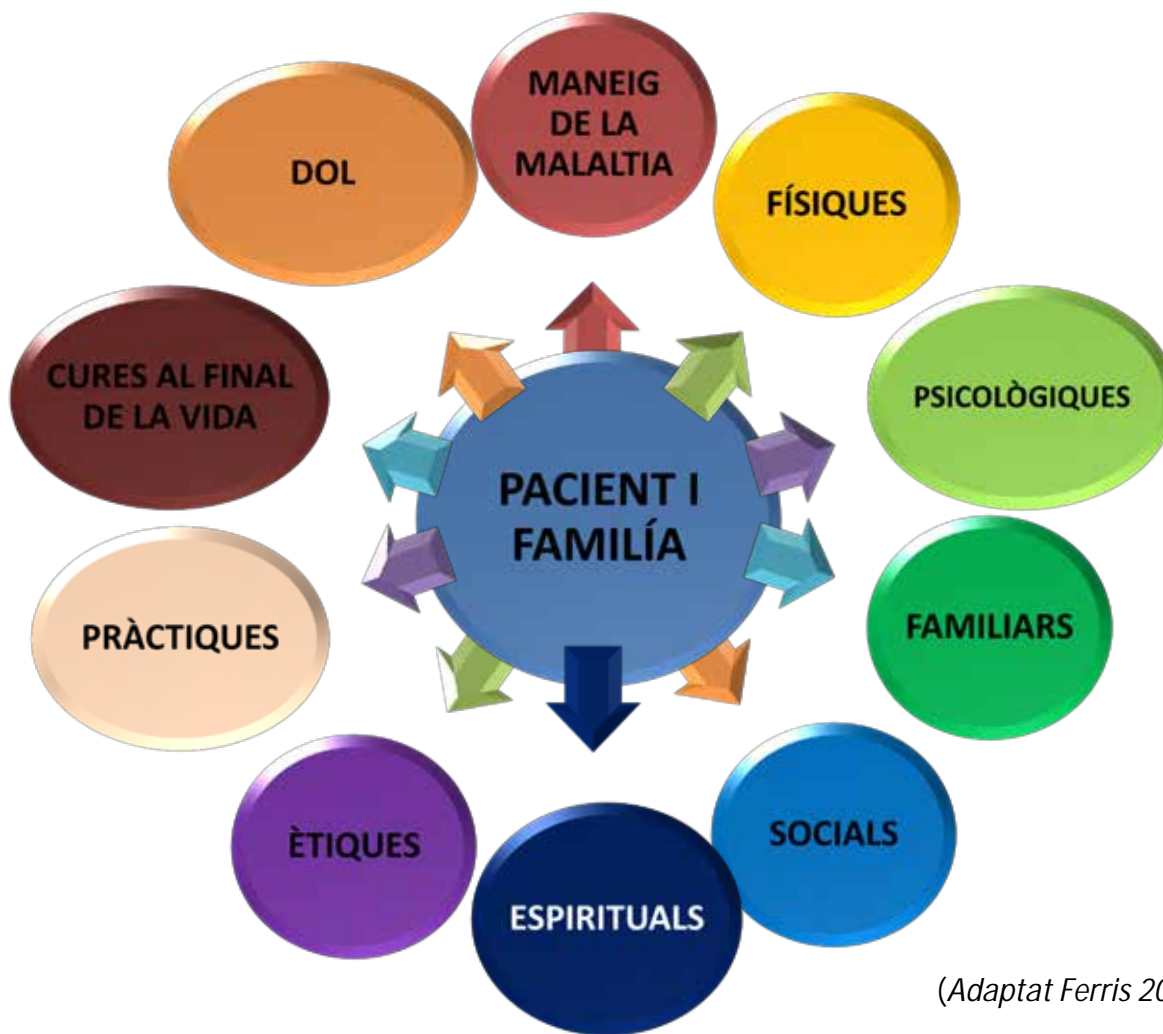 MANEIG
DE LA
MALALTIA
FÍSIQUES
PSICOLÒGIQUES
FAMILIARS
SOCIALS
ESPIRITUALS
ÈTIQUES
PRÀCTIQUES
CURES AL FINAL
DE LA VIDA
DOL
PACIENT I
FAMILÍA
(Adaptat Ferris